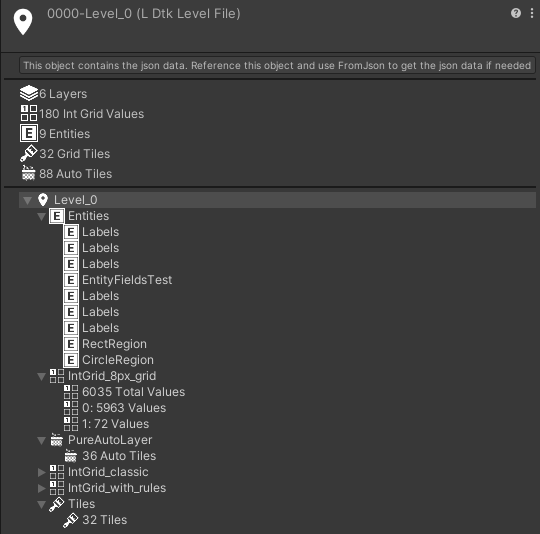 0000-Level_0 (L Dtk Level File)
This object contains the json data. Reference this object and use FromJson to get the json data if needed
6 Layers
180 Int Grid Values
E 9 Entities
32 Grid Tiles
88 Auto Tiles
Level_0
E Entities
E Labels
E Labels
E Labels
E EntityFieldsTest
E Labels
E Labels
E Labels
E RectRegion
E CircleRegion
IntGrid_8px_grid
6035 Total Values
0: 5963 Values
1: 72 Values
PureAutoLayer
36 Auto Tiles
IntGrid_classic
IntGrid_with_rules
Tiles
32 Tiles